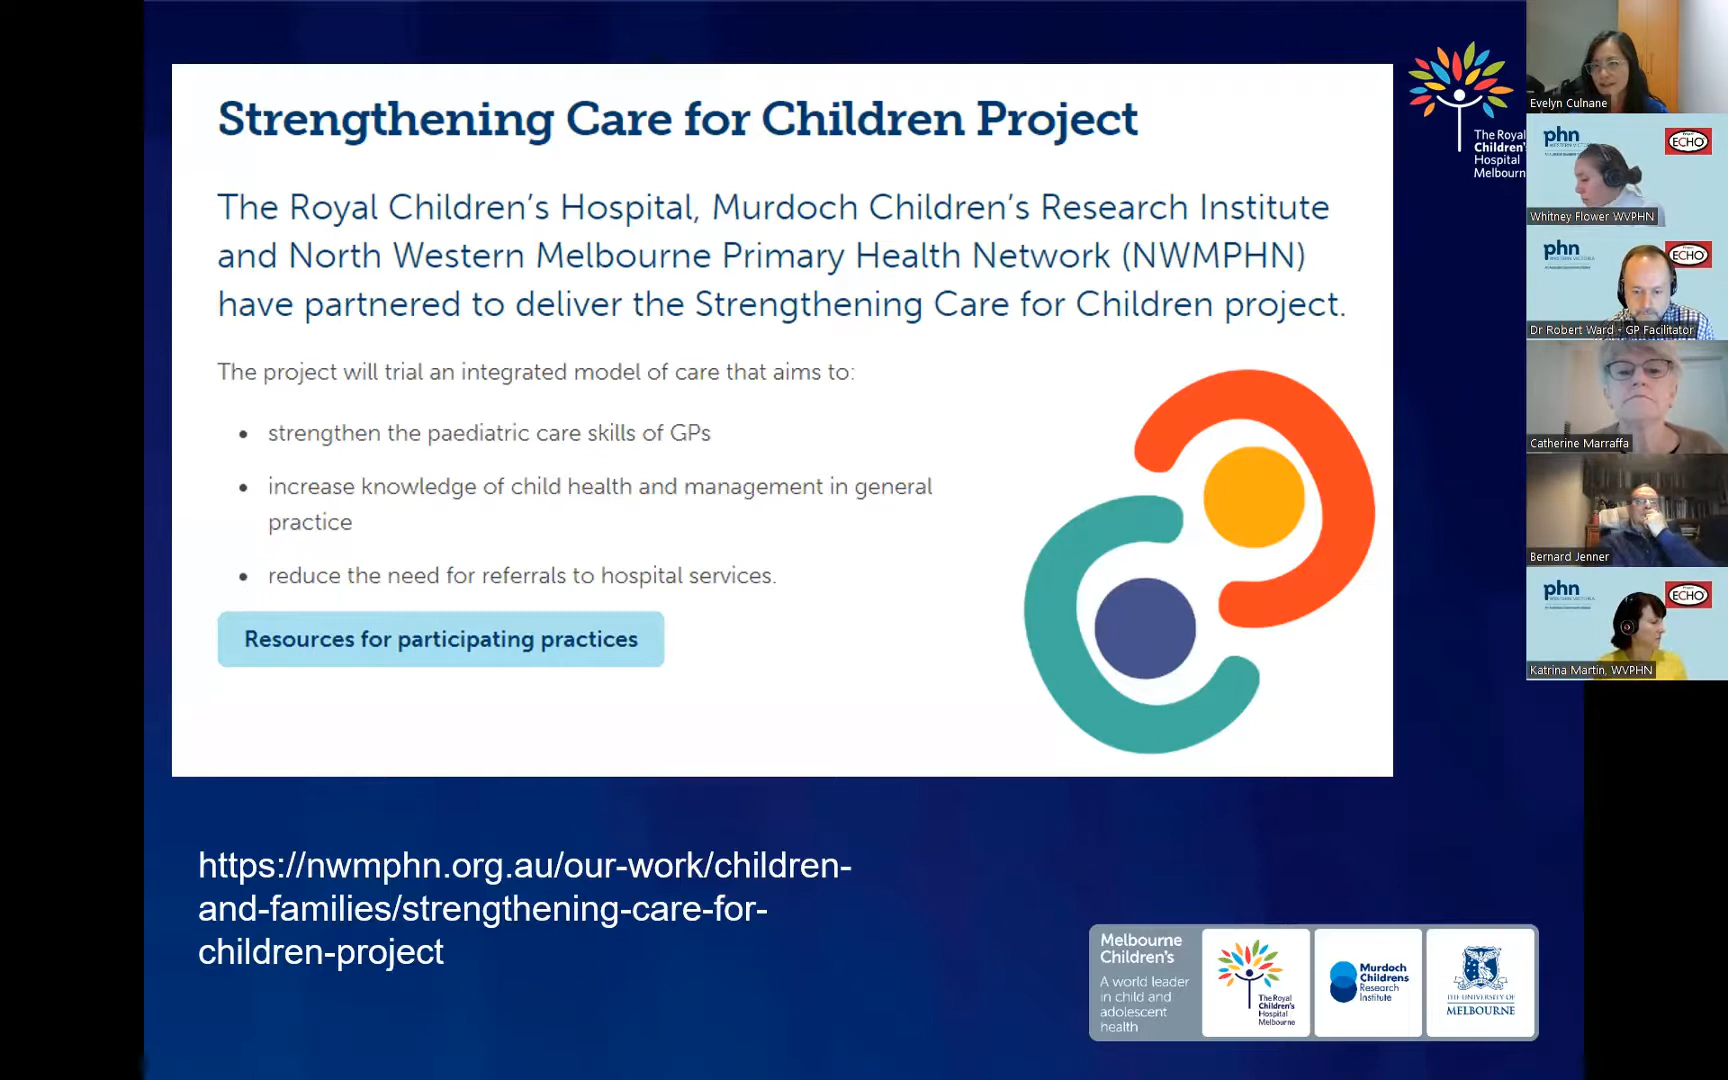 Strengthening Care for Children Project
The Royal Children's Hospital, Murdoch Children's Research Institute
and North Western Melbourne Primary Health Network (NWMPHN)
have partnered to deliver the Strengthening Care for Children project.
The project will trial an integrated model of care that aims to:
• strengthen the paediatric care skills of GPs
• increase knowledge of child health and management in general
practice
• reduce the need for referrals to hospital services.
Resources for participating practices
https://nwmphn.org.au/our-work/children-
and-families/strengthening-care-for-
children-project
The Royal
Children's
Hospital
Melbourn
Evelyn Culnane
phn
ECHO
Whitney Flower WVPHN
phn
ECHO
Dr Robert Ward - GP Facilitator
Catherine Marraffa
Bernard Jenner
phn
ECHO
Katrina Martin, WVPHN
Melbourne
Children's
A world leader
in child and
adolescent
health
The Royal
Children's
Hospital
Melbourne
Murdoch
Childrens
Research
Institute
THE UNIVERSITY OF
MELBOURNE